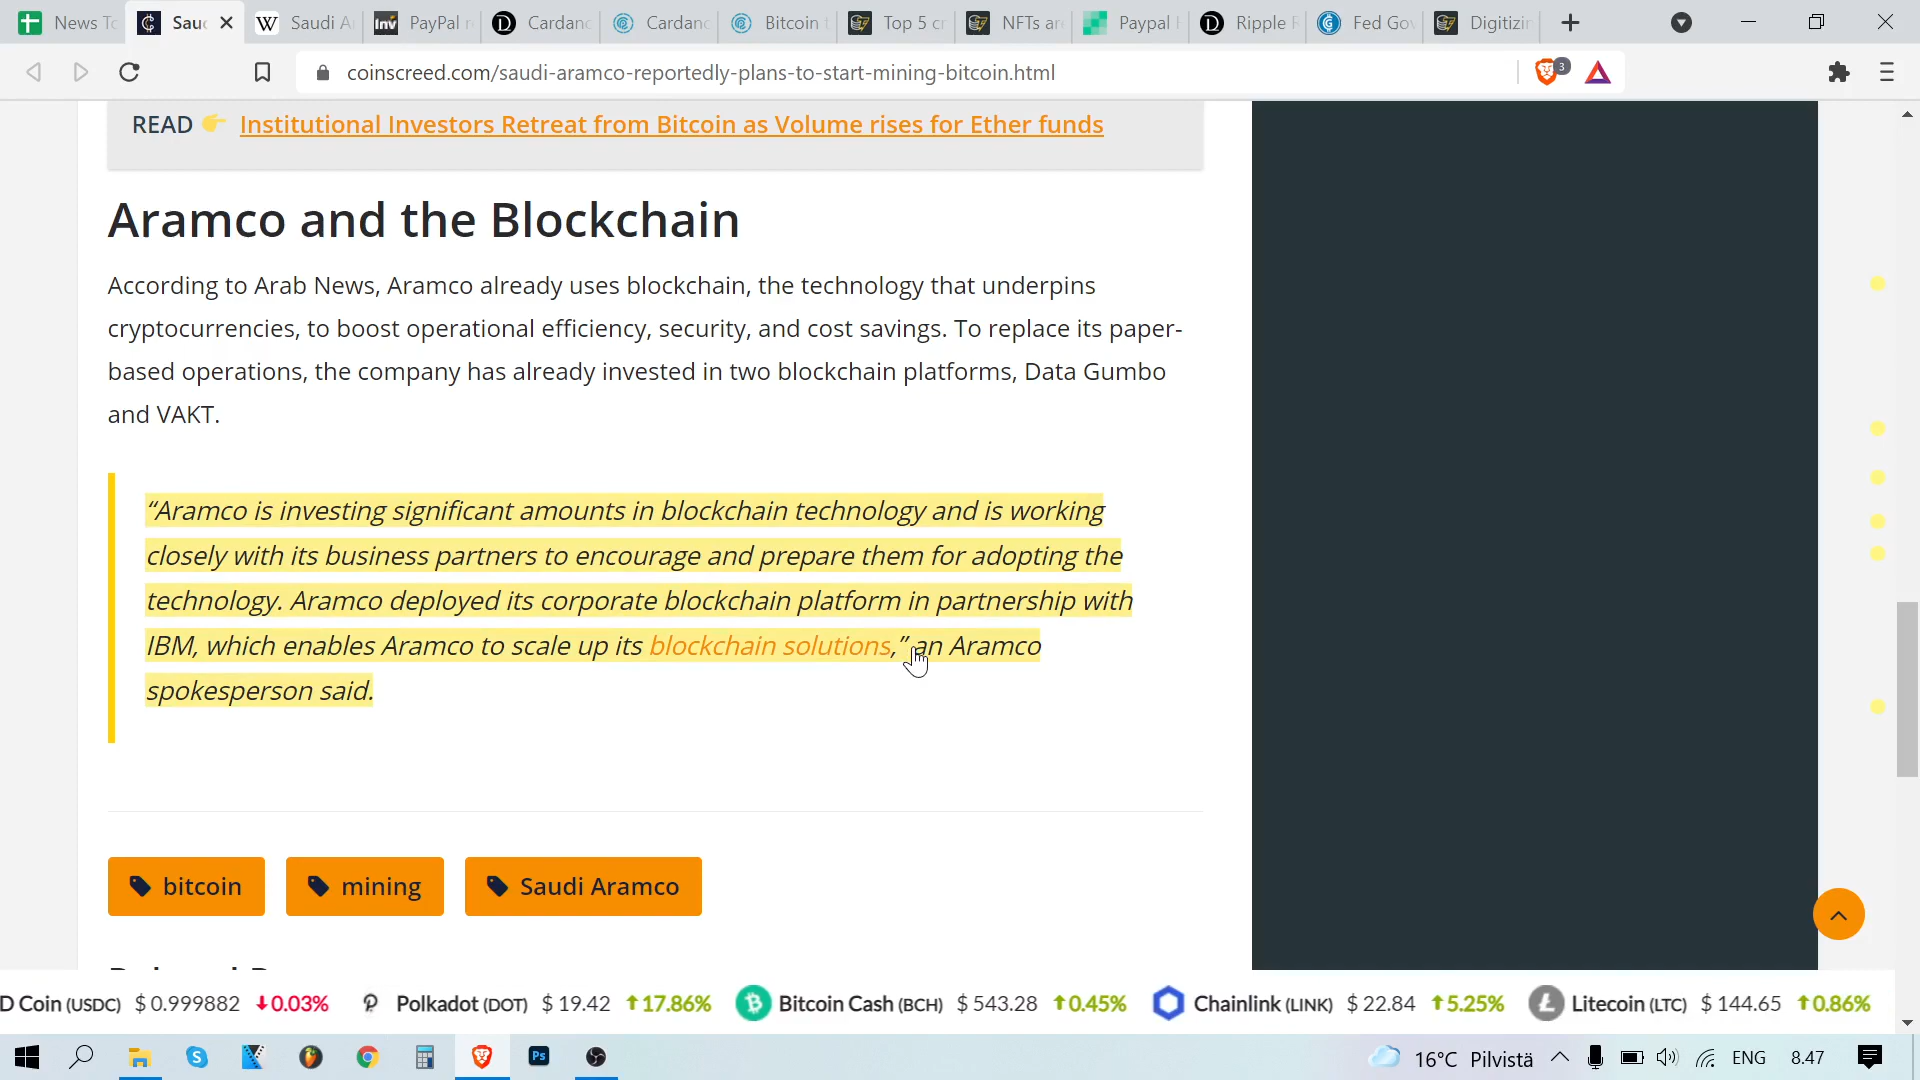 News To
Sauc
Saudi A
Inv PayPal r
Cardanc
Cardanc
Bitcoin t
Top 5 cr
NFTs are
Paypal H
Ripple R
Fed Gov
Digitizin
coinscreed.com/saudi-aramco-reportedly-plans-to-start-mining-bitcoin.html
3
READ 👉 Institutional Investors Retreat from Bitcoin as Volume rises for Ether funds
Aramco and the Blockchain
According to Arab News, Aramco already uses blockchain, the technology that underpins
cryptocurrencies, to boost operational efficiency, security, and cost savings. To replace its paper-
based operations, the company has already invested in two blockchain platforms, Data Gumbo
and VAKT.
“Aramco is investing significant amounts in blockchain technology and is working
closely with its business partners to encourage and prepare them for adopting the
technology. Aramco deployed its corporate blockchain platform in partnership with
IBM, which enables Aramco to scale up its blockchain solutions,” an Aramco
spokesperson said.
bitcoin
mining
Saudi Aramco
D Coin (USDC) $ 0.999882 ↓0.03% Polkadot (DOT) $ 19.42 ↑17.86% Bitcoin Cash (BCH) $ 543.28 ↑0.45% Chainlink (LINK) $ 22.84 ↑5.25% Litecoin (LTC) $ 144.65 ↑0.86%
Ps
16°C Pilvistä ENG 8.47